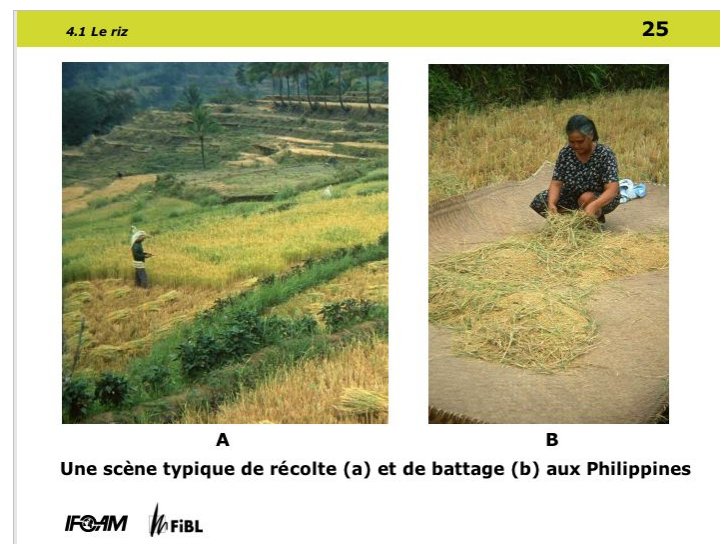 4.1 Le riz 25
A B
Une scène typique de récolte (a) et de battage (b) aux Philippines
IFOAM FiBL